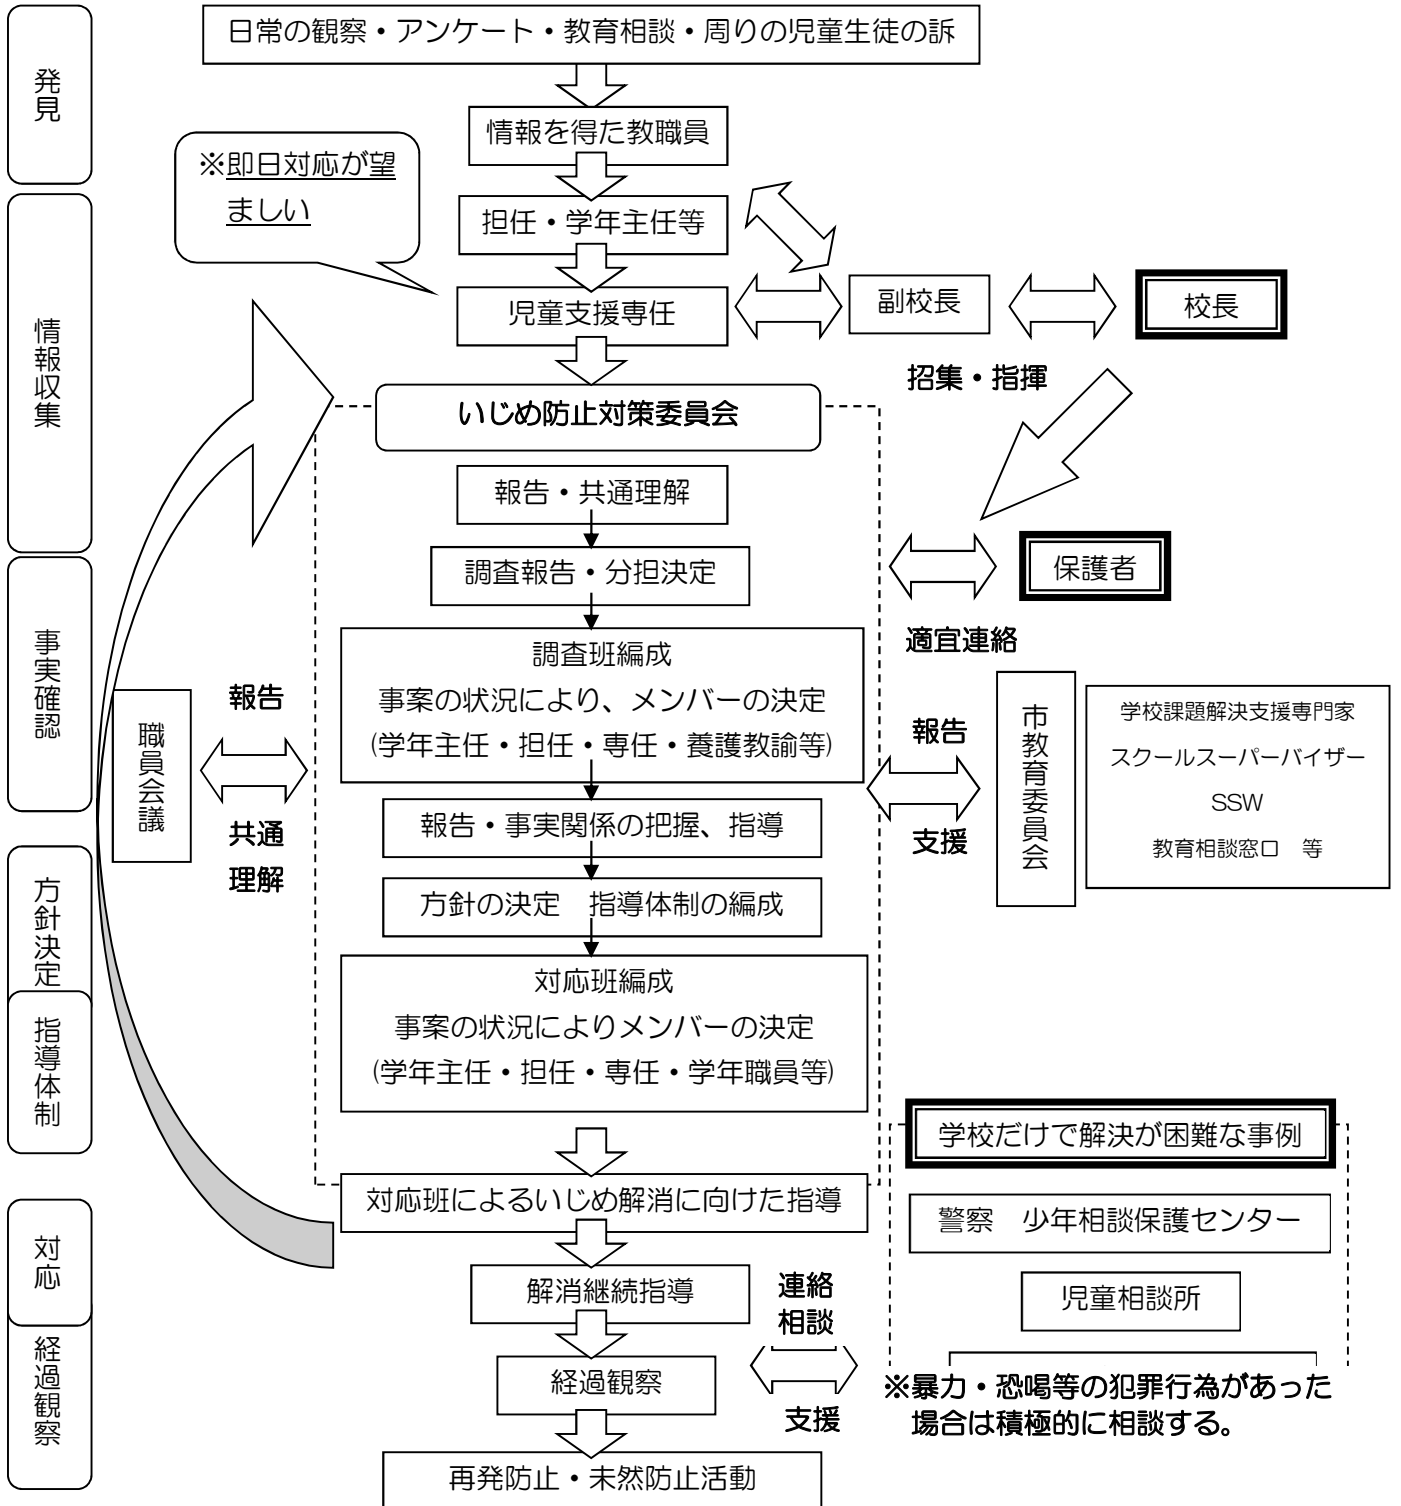 日常の観察・アンケート・教育相談・周りの児童生徒の訴
発見
情報を得た教職員
※即日対応が望
ましい
担任・学年主任等
児童支援専任
副校長
校長
情報収集
招集・指揮
いじめ防止対策委員会
報告・共通理解
調査報告・分担決定
保護者
適宜連絡
事実確認
調査班編成
事案の状況により、メンバーの決定
(学年主任・担任・専任・養護教諭等)
報告
職員会議
共通
理解
報告
支援
市教育委員会
学校課題解決支援専門家
スクールスーパーバイザー
SSW
教育相談窓口　等
報告・事実関係の把握、指導
方針決定
方針の決定　指導体制の編成
指導体制
対応班編成
事案の状況によりメンバーの決定
(学年主任・担任・専任・学年職員等)
学校だけで解決が困難な事例
対応班によるいじめ解消に向けた指導
警察　少年相談保護センター
対応
解消継続指導
連絡
相談
児童相談所
経過観察
経過観察
支援
※暴力・恐喝等の犯罪行為があった
場合は積極的に相談する。
再発防止・未然防止活動